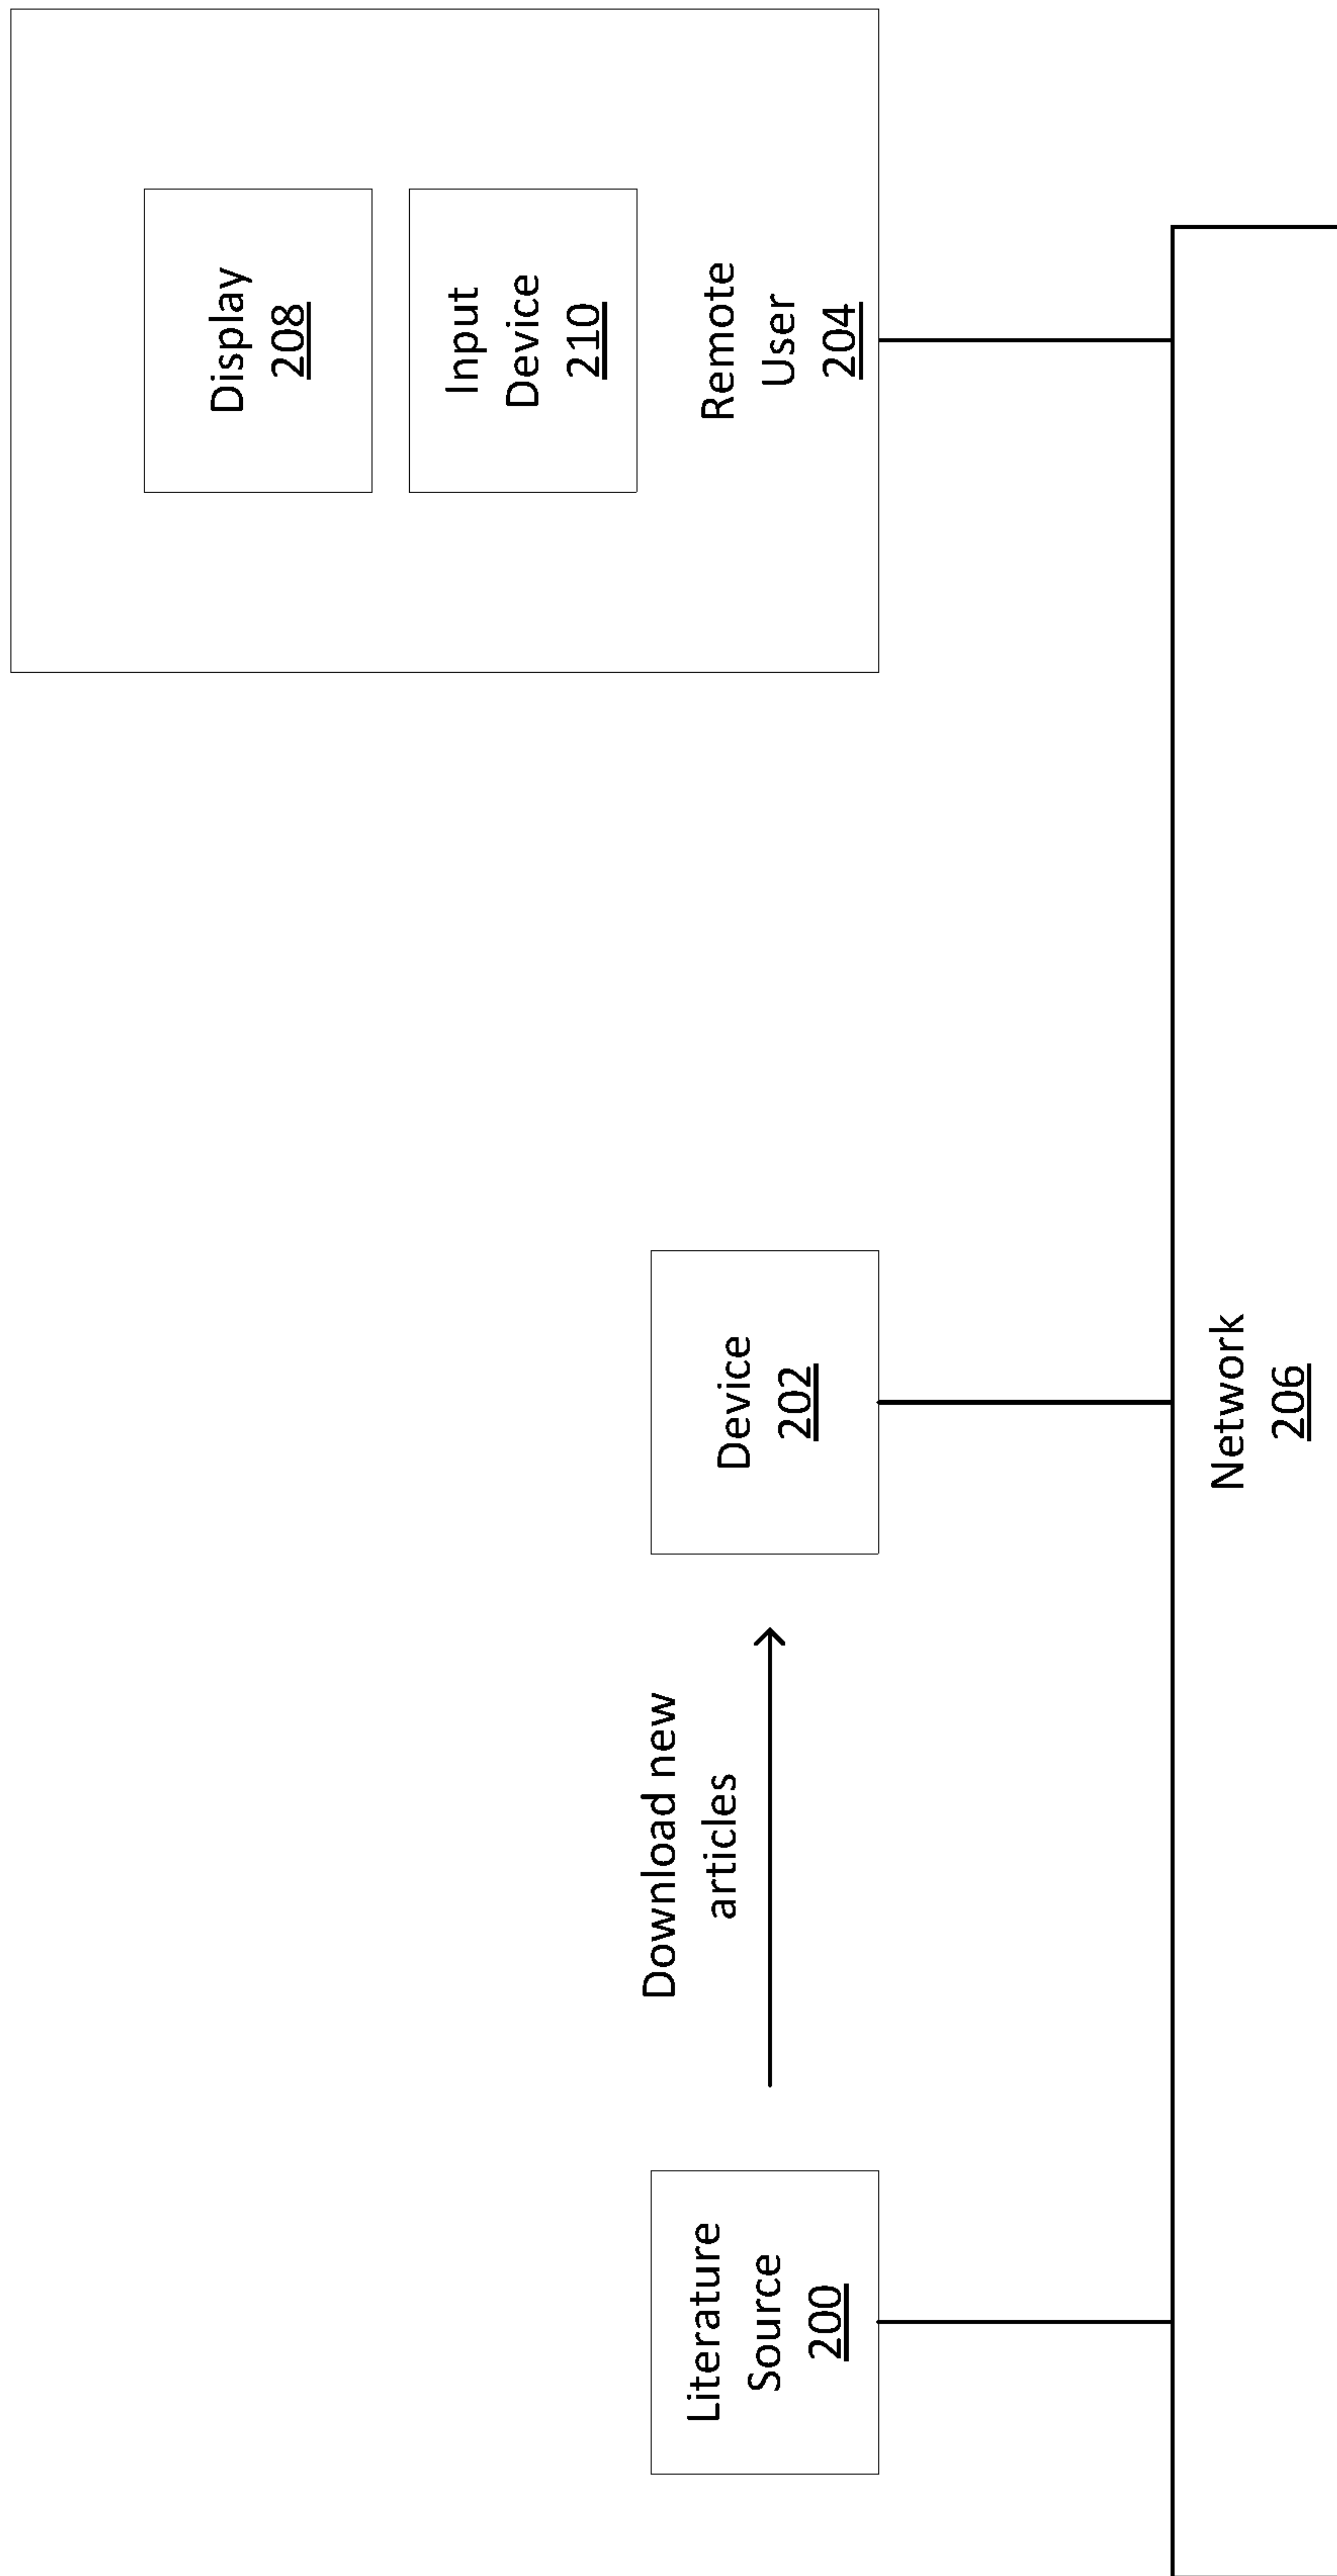 Literature
Source
200
Download new
articles
Device
202
Display
208
Input
Device
210
Remote
User
204
Network
206